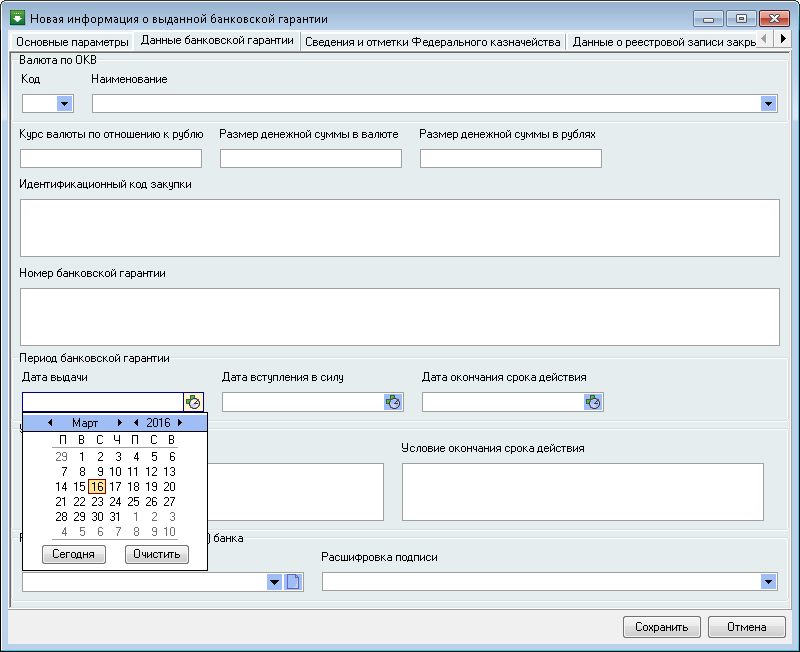 Новая информация о выданной банковской гарантии
Основные параметры Данные банковской гарантии Сведения и отметки Федерального казначейства Данные о реестровой записи
Валюта по ОКВ
Код Наименование
Курс валюты по отношению к рублю Размер денежной суммы в валюте Размер денежной суммы в рублях
Идентификационный код закупки
Номер банковской гарантии
Период банковской гарантии
Дата выдачи Дата вступления в силу Дата окончания срока действия
Март 2016
П В С Ч П С В
29 1 2 3 4 5 6
7 8 9 10 11 12 13
14 15 16 17 18 19 20
21 22 23 24 25 26 27
28 29 30 31 1 2 3
4 5 6 7 8 9 10
Сегодня Очистить
Условие окончания срока действия
банка
Расшифровка подписи
Сохранить Отмена